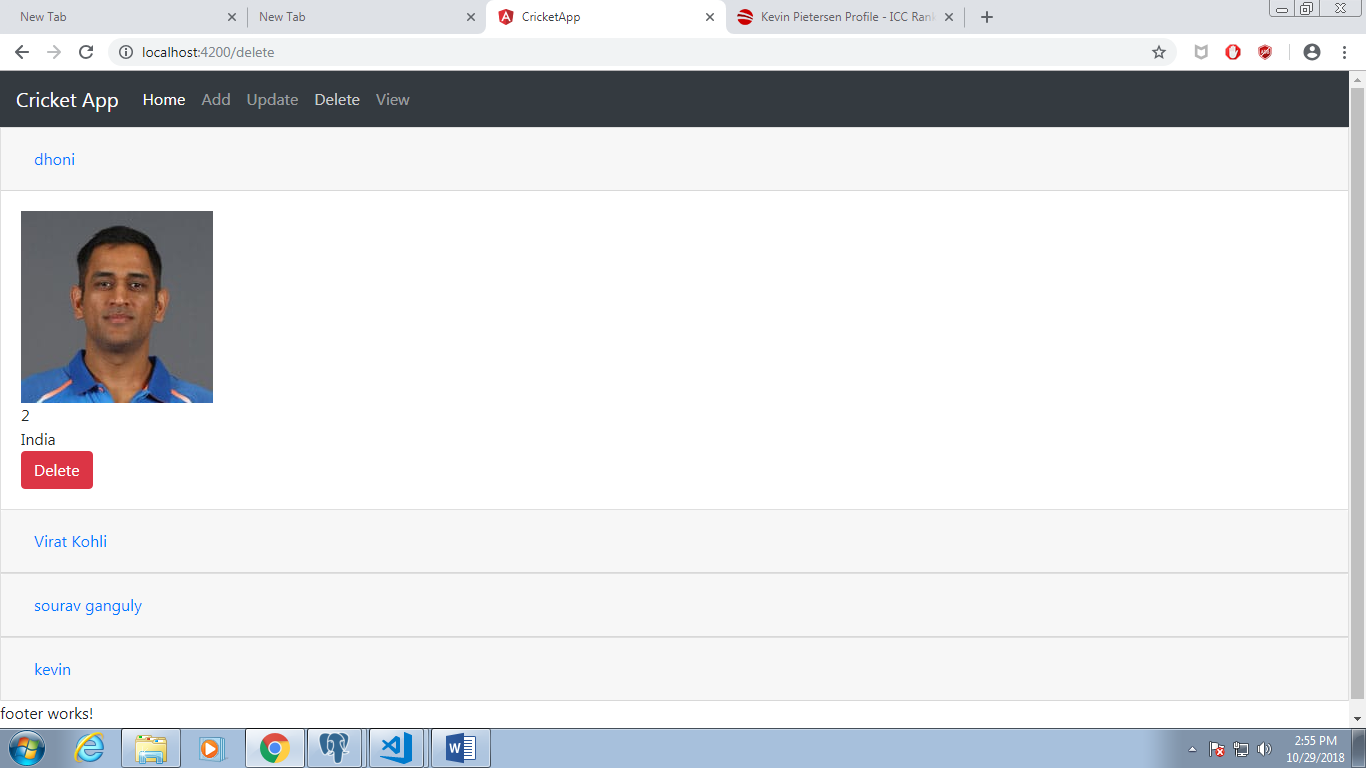 New Tab
New Tab
CricketApp
Kevin Pietersen Profile - ICC Ran
localhost:4200/delete
Cricket App Home Add Update Delete View
dhoni
2
India
Delete
Virat Kohli
sourav ganguly
kevin
footer works!
2:55 PM
10/29/2018